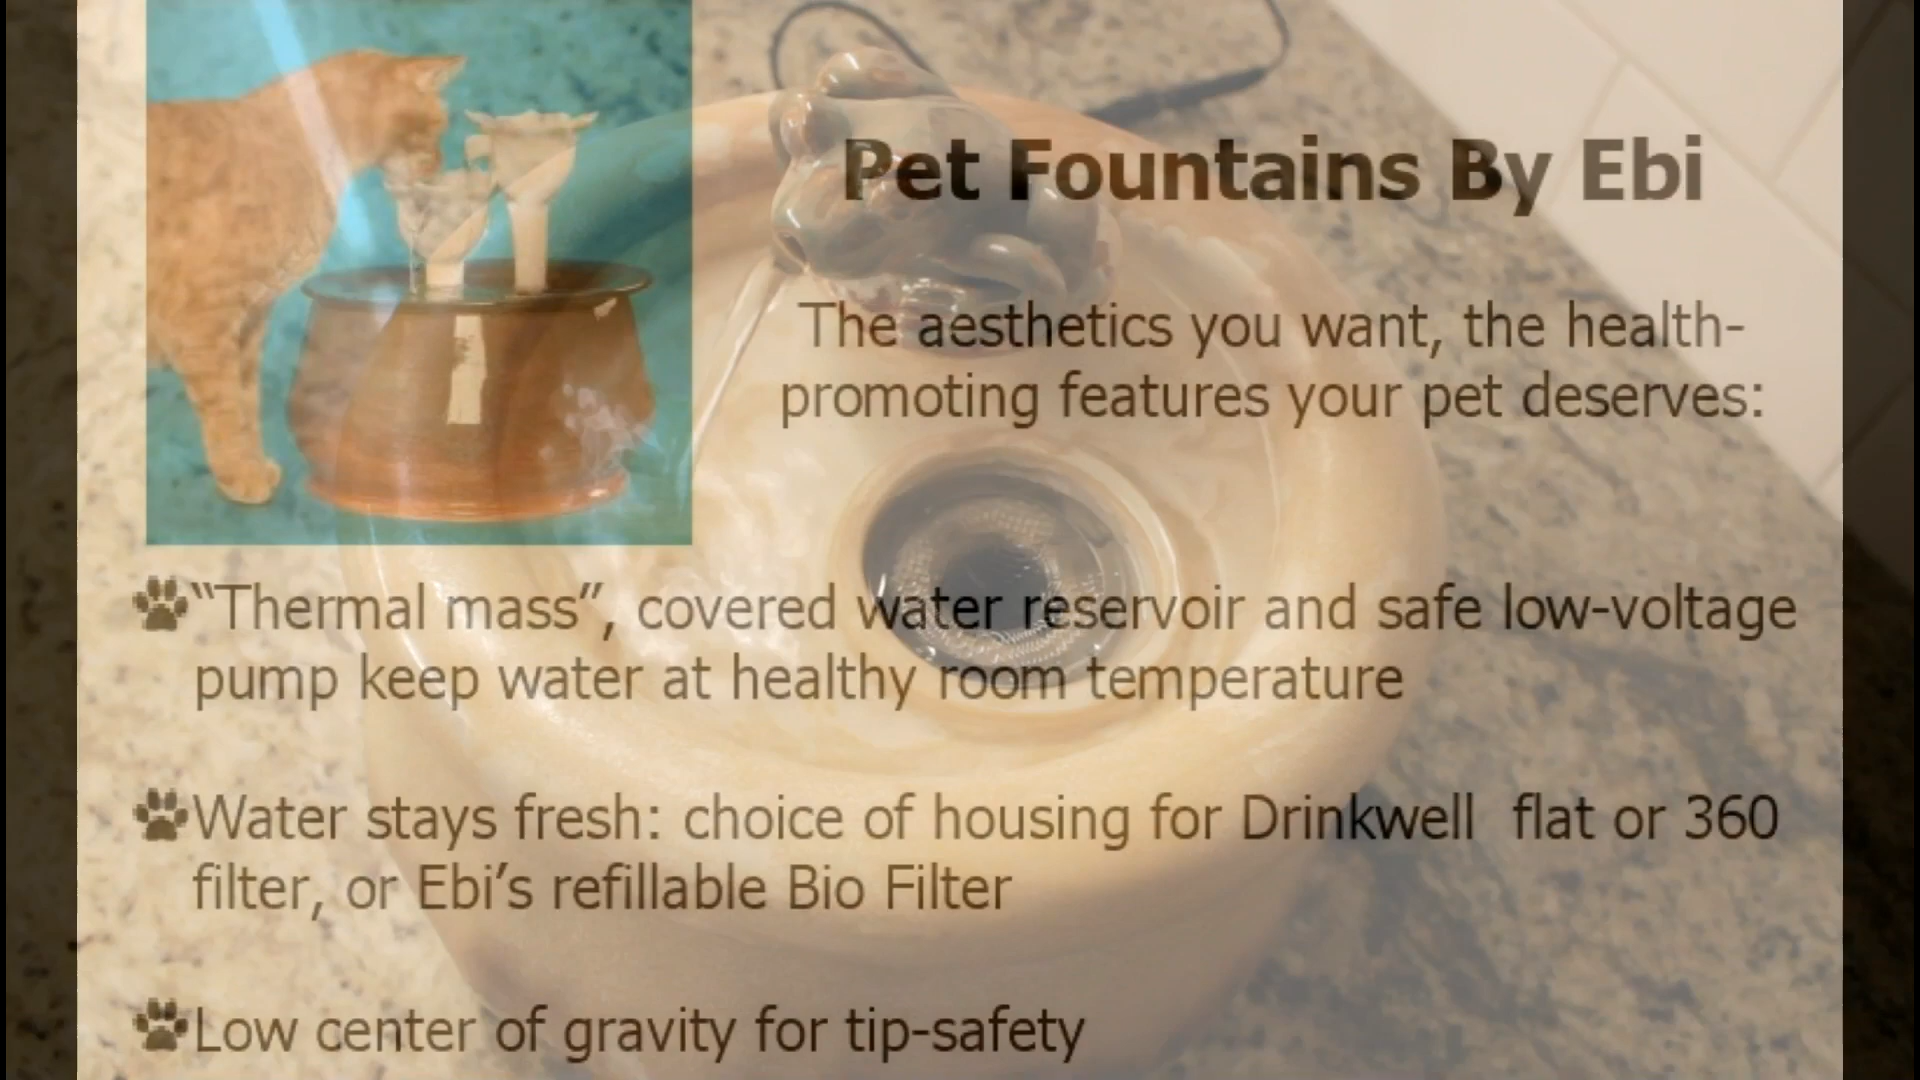 Pet Fountains By Ebi
The aesthetics you want, the health-
promoting features your pet deserves:
“Thermal mass”, covered water reservoir and safe low-voltage
pump keep water at healthy room temperature
Water stays fresh: choice of housing for Drinkwell flat or 360
filter, or Ebi’s refillable Bio Filter
Low center of gravity for tip-safety